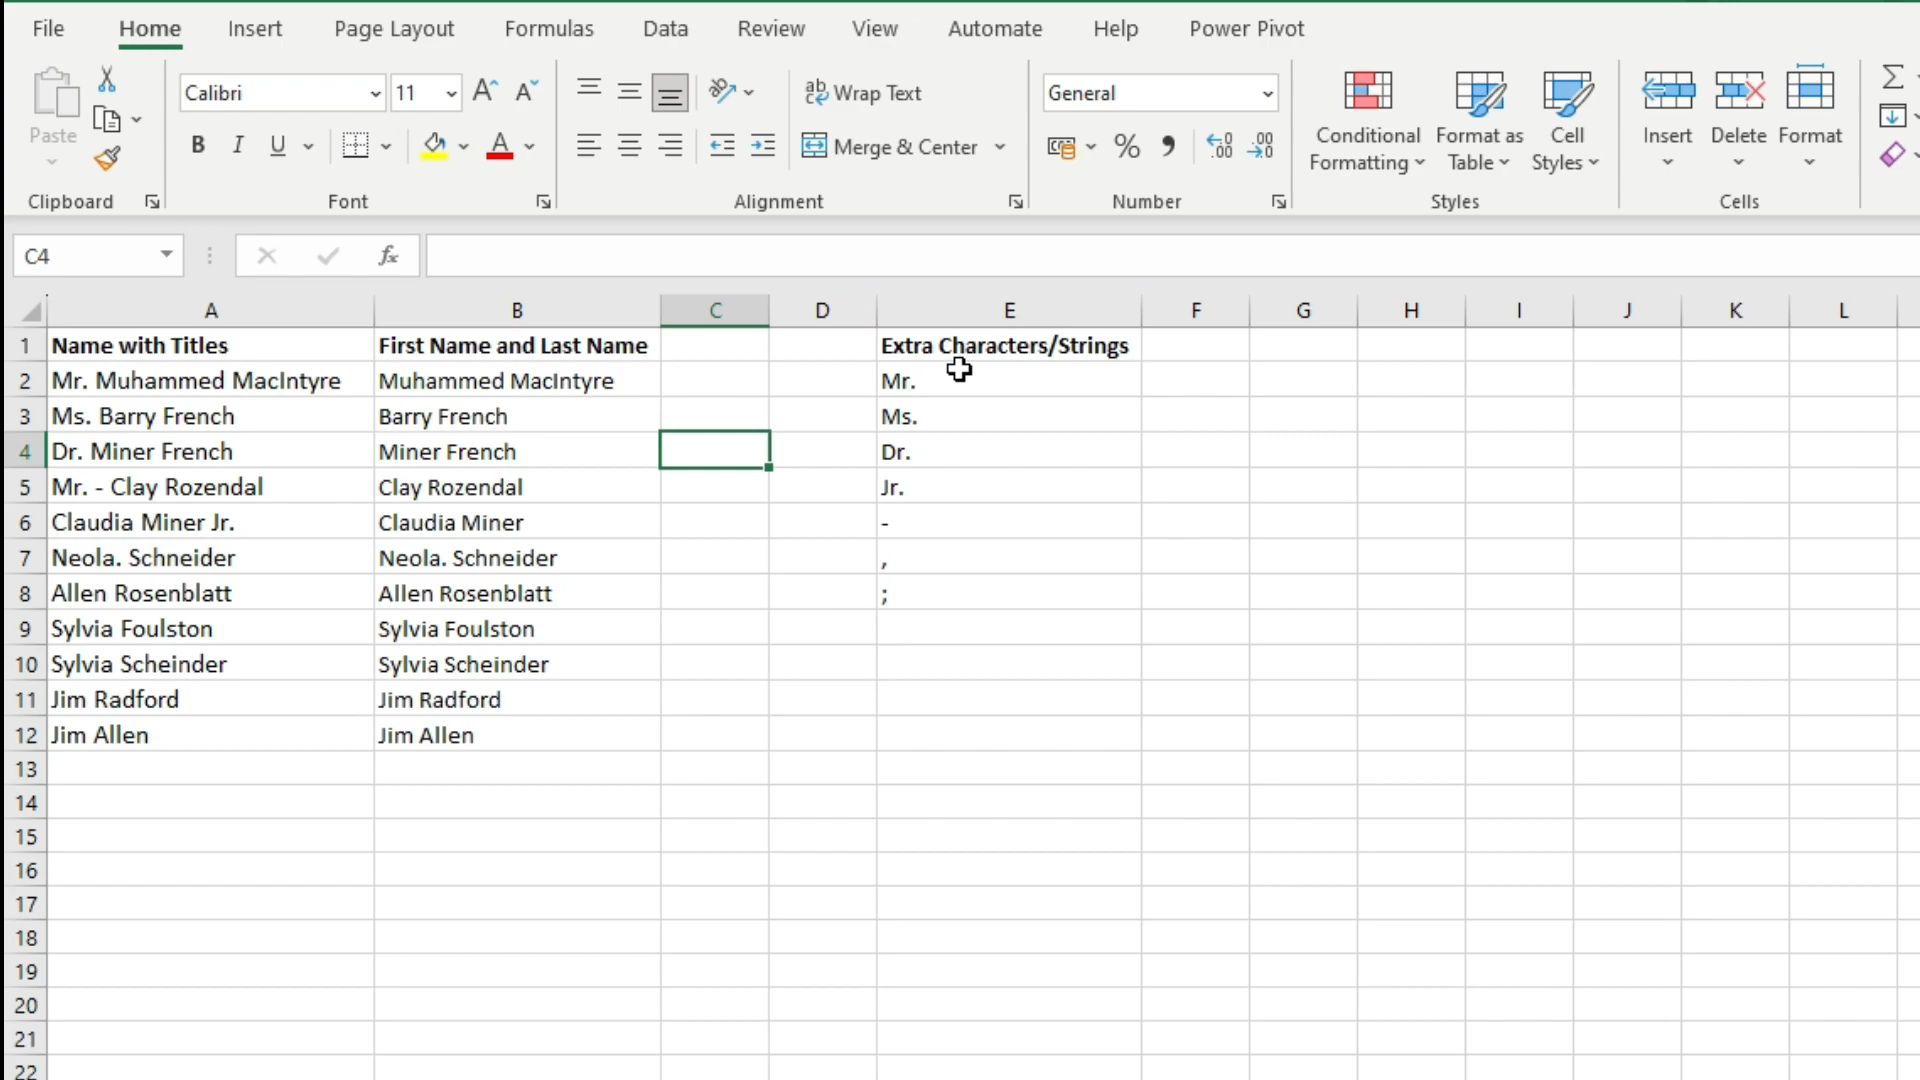 File Home Insert Page Layout Formulas Data Review View Automate Help Power Pivot
Paste
Clipboard
Calibri 11
B I U
Font
Wrap Text
Merge & Center
Alignment
General
Number
Conditional Formatting
Format as Table
Cell Styles
Styles
Insert Delete Format
Cells
C4
fx
A B C D E F G H I J K L
1 Name with Titles First Name and Last Name Extra Characters/Strings
2 Mr. Muhammed MacIntyre Muhammed MacIntyre Mr.
3 Ms. Barry French Barry French Ms.
4 Dr. Miner French Miner French Dr.
5 Mr. - Clay Rozendal Clay Rozendal Jr.
6 Claudia Miner Jr. Claudia Miner -
7 Neola. Schneider Neola. Schneider ,
8 Allen Rosenblatt Allen Rosenblatt ;
9 Sylvia Foulston Sylvia Foulston
10 Sylvia Scheinder Sylvia Scheinder
11 Jim Radford Jim Radford
12 Jim Allen Jim Allen
13
14
15
16
17
18
19
20
21
22